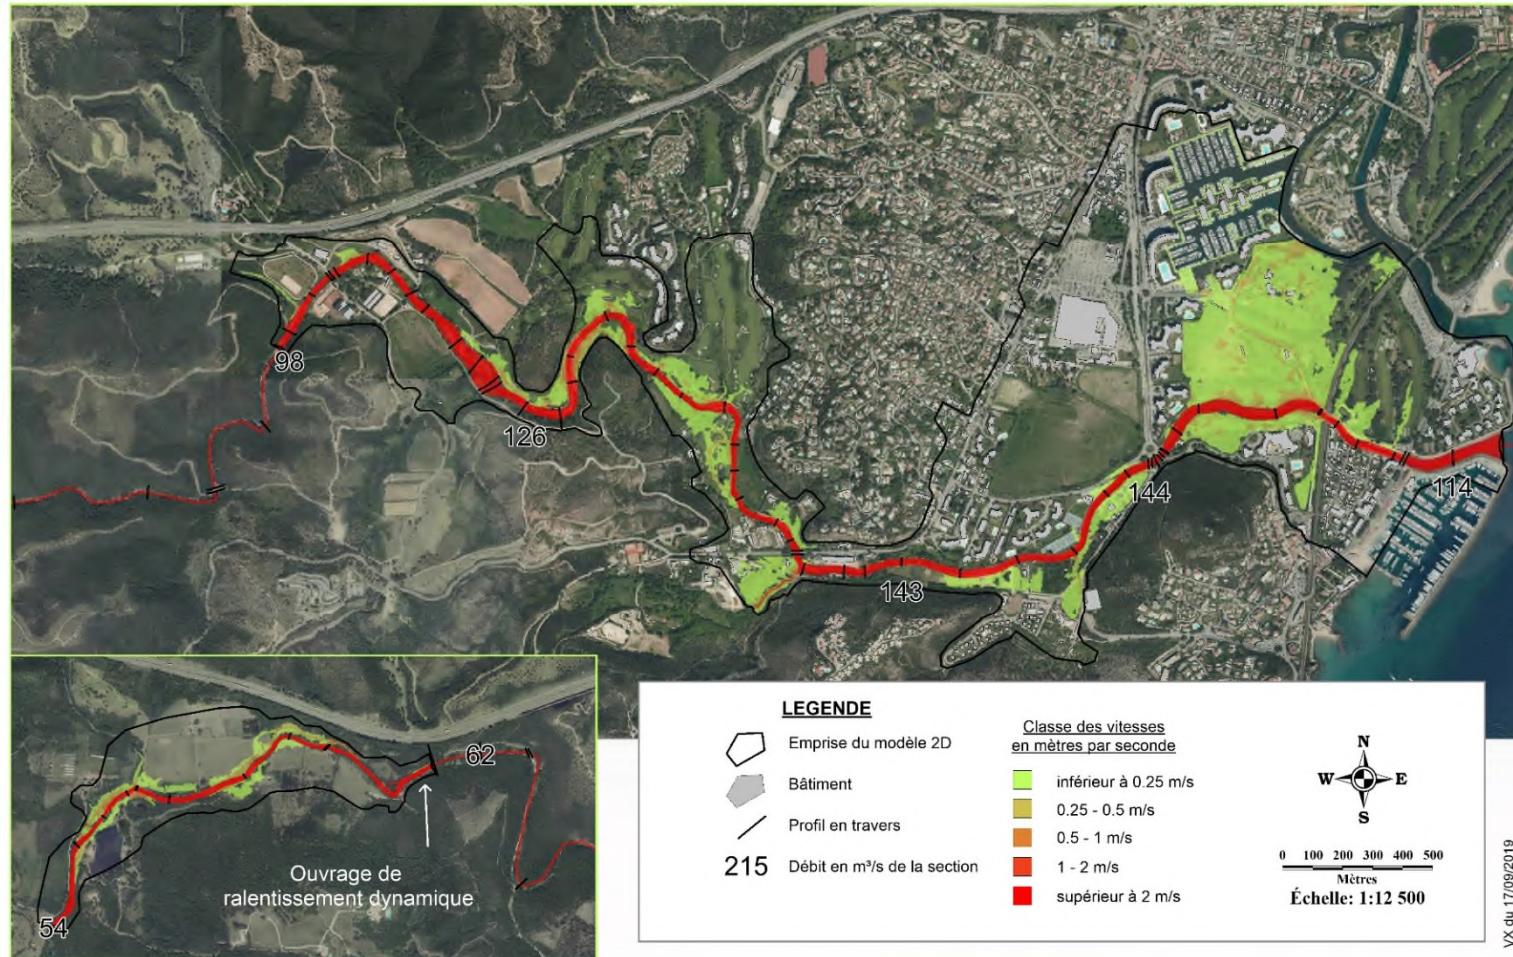 98
126
143
144
114
62
Ouvrage de
ralentissement dynamique
54
LEGENDE
Emprise du modèle 2D
Bâtiment
Profil en travers
215 Débit en m³/s de la section
Classe des vitesses
en mètres par seconde
inférieur à 0.25 m/s
0.25 - 0.5 m/s
0.5 - 1 m/s
1 - 2 m/s
supérieur à 2 m/s
N
W E
S
0 100 200 300 400 500
Mètres
Échelle: 1:12 500
VX du 17/09/2019